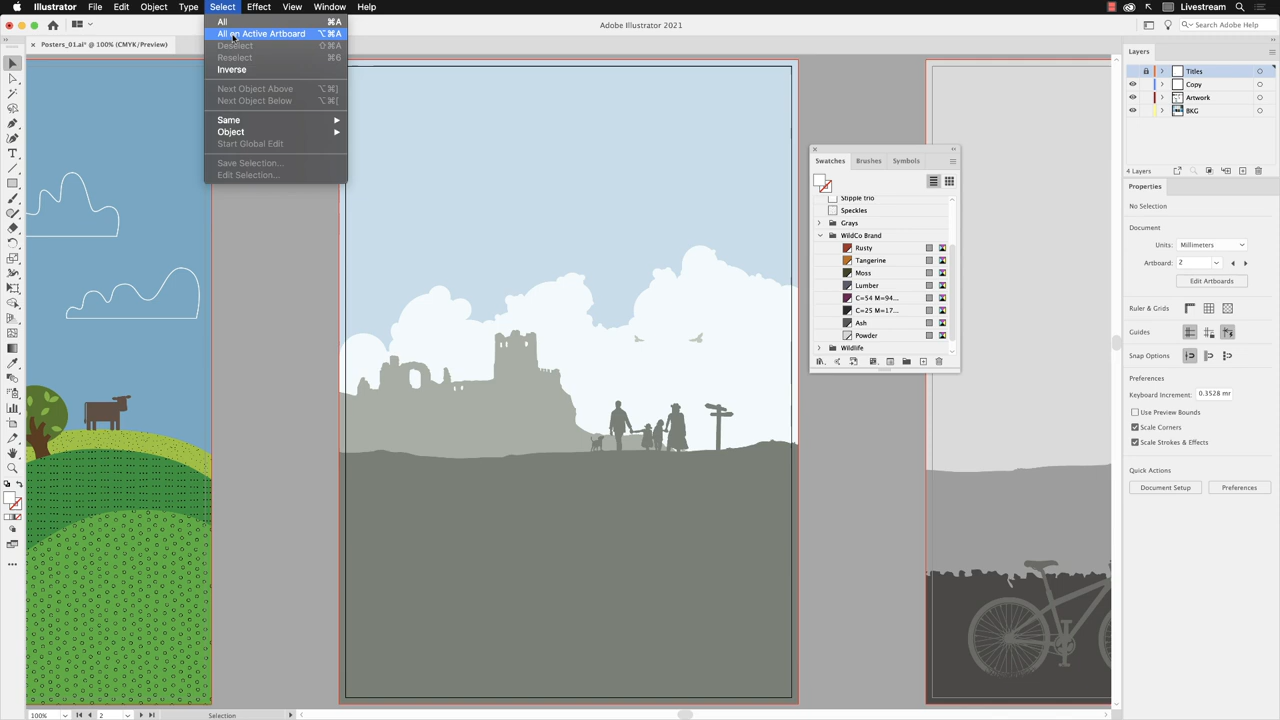 Illustrator File Edit Object Type Select Effect View Window Help
Livestream
Adobe Illustrator 2021
Search Adobe Help
× Posters_01.ai* @ 100% (CMYK/Preview)
All ⌘A
All on Active Artboard ⌥⌘A
Deselect ⇧⌘A
Reselect ⌘6
Inverse
Next Object Above ⌥⌘]
Next Object Below ⌥⌘[
Same
Object
Start Global Edit
Save Selection...
Edit Selection...
Swatches Brushes Symbols
Stipple trio
Speckles
Grays
WildCo Brand
Rusty
Tangerine
Moss
Lumber
C=54 M=94...
C=25 M=17...
Ash
Powder
Wildlife
Layers
Titles
Copy
Artwork
BKG
4 Layers
Properties
No Selection
Document
Units: Millimeters
Artboard: 2
Edit Artboards
Ruler & Grids
Guides
Snap Options
Preferences
Keyboard Increment: 0.3528 mr
Use Preview Bounds
Scale Corners
Scale Strokes & Effects
Quick Actions
Document Setup Preferences
100% 2 Selection